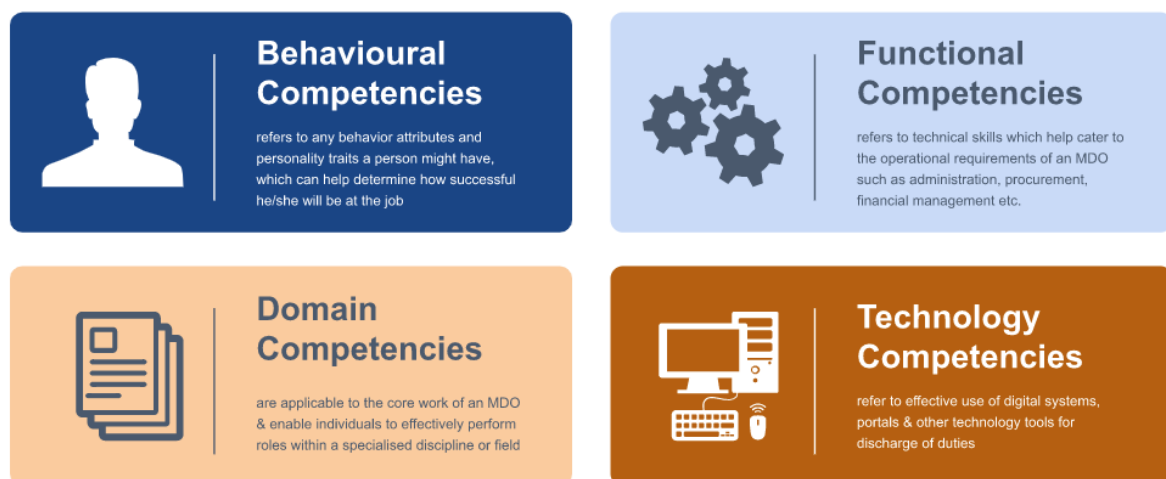 Behavioural
Competencies
refers to any behavior attributes and
personality traits a person might have,
which can help determine how successful
he/she will be at the job
Functional
Competencies
refers to technical skills which help cater to
the operational requirements of an MDO
such as administration, procurement,
financial management etc.
Domain
Competencies
are applicable to the core work of an MDO
& enable individuals to effectively perform
roles within a specialised discipline or field
Technology
Competencies
refer to effective use of digital systems,
portals & other technology tools for
discharge of duties